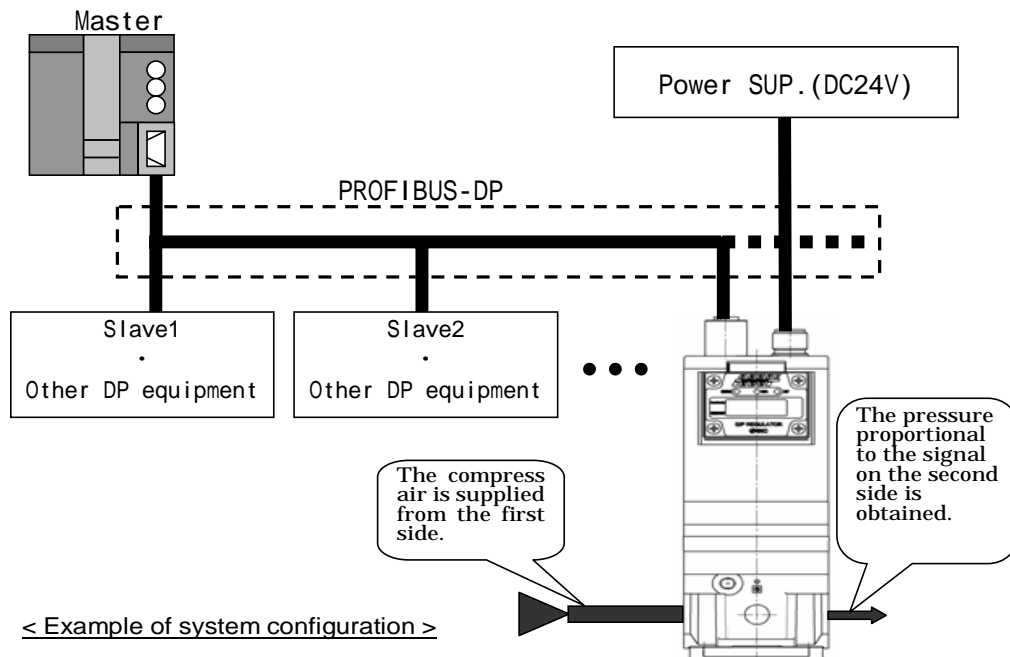 Master
Power SUP.(DC24V)
PROFIBUS-DP
Slave1
.
Other DP equipment
Slave2
.
Other DP equipment
The compress
air is supplied
from the first
side.
The pressure
proportional
to the signal
on the second
side is
obtained.
< Example of system configuration >